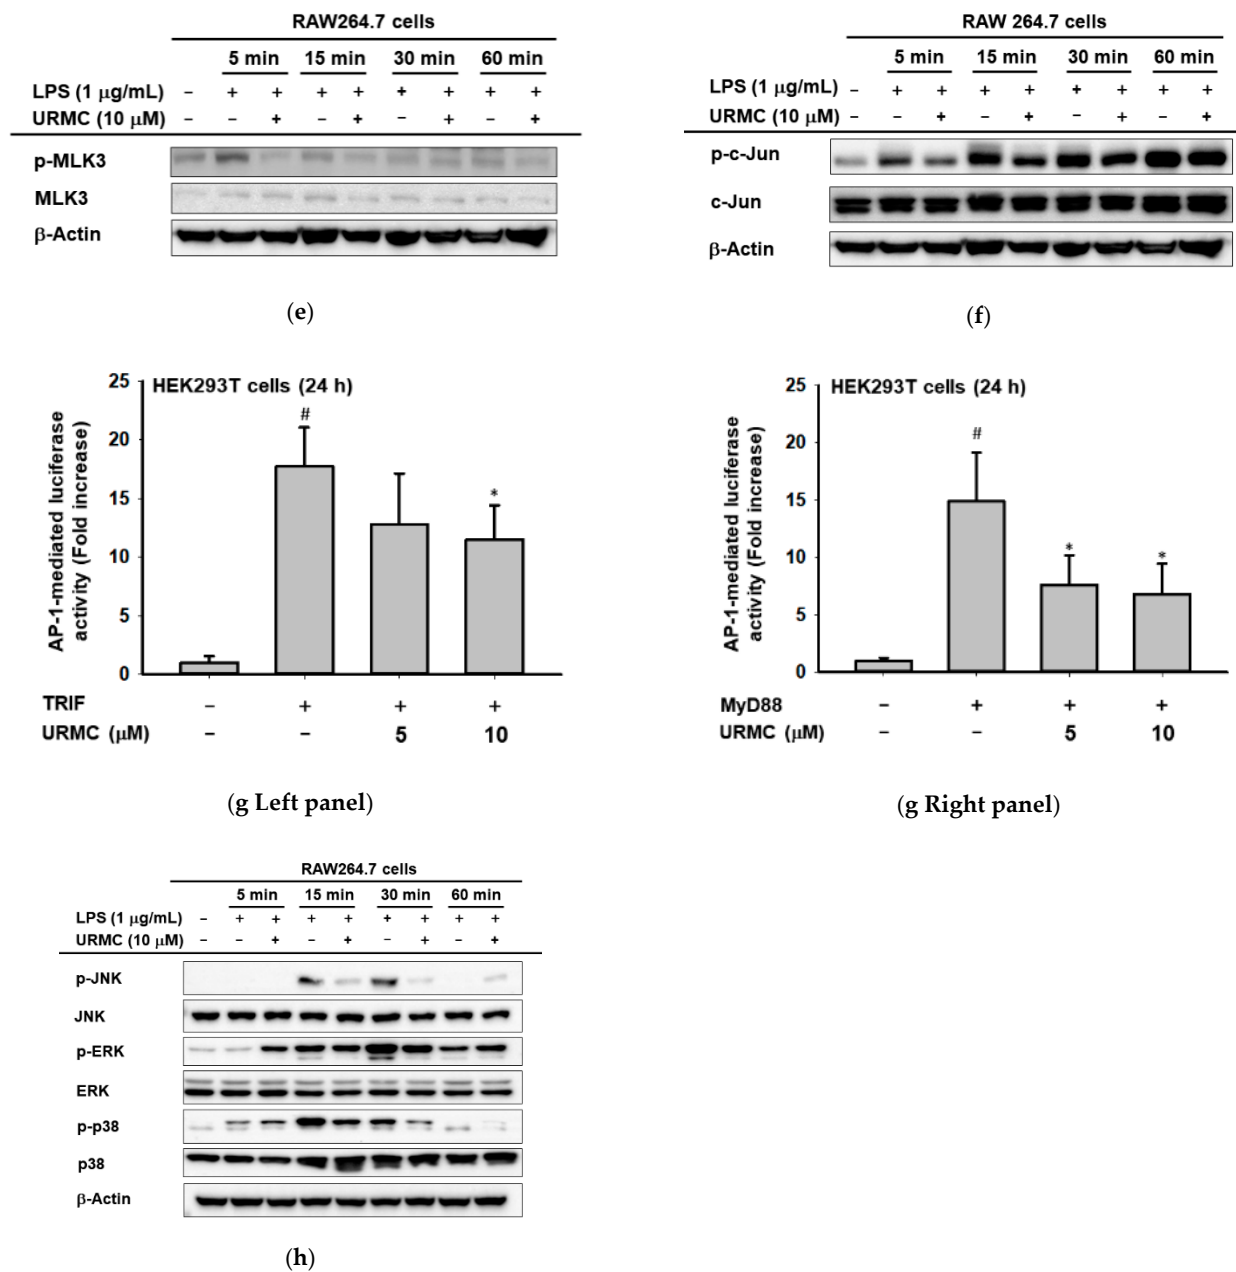 RAW264.7 cells
5 min 15 min 30 min 60 min
LPS (1 μg/mL) – + + + + + + + +
URMC (10 μM) – – + – + – + – +
p-MLK3
MLK3
β-Actin
(e)
RAW 264.7 cells
5 min 15 min 30 min 60 min
LPS (1 μg/mL) – + + + + + + + +
URMC (10 μM) – – + – + – + – +
p-c-Jun
c-Jun
β-Actin
(f)
HEK293T cells (24 h)
AP-1-mediated luciferase
activity (Fold increase)
25
20
15
10
5
0
#
*
TRIF – + + +
URMC (μM) – – 5 10
(g Left panel)
HEK293T cells (24 h)
AP-1-mediated luciferase
activity (Fold increase)
25
20
15
10
5
0
#
* *
MyD88 – + + +
URMC (μM) – – 5 10
(g Right panel)
RAW264.7 cells
5 min 15 min 30 min 60 min
LPS (1 μg/mL) – + + + + + + + +
URMC (10 μM) – – + – + – + – +
p-JNK
JNK
p-ERK
ERK
p-p38
p38
β-Actin
(h)